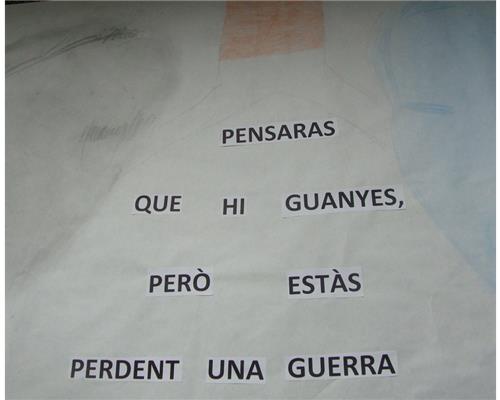 PENSARAS
QUE HI GUANYES,
PERÒ ESTÀS
PERDENT UNA GUERRA